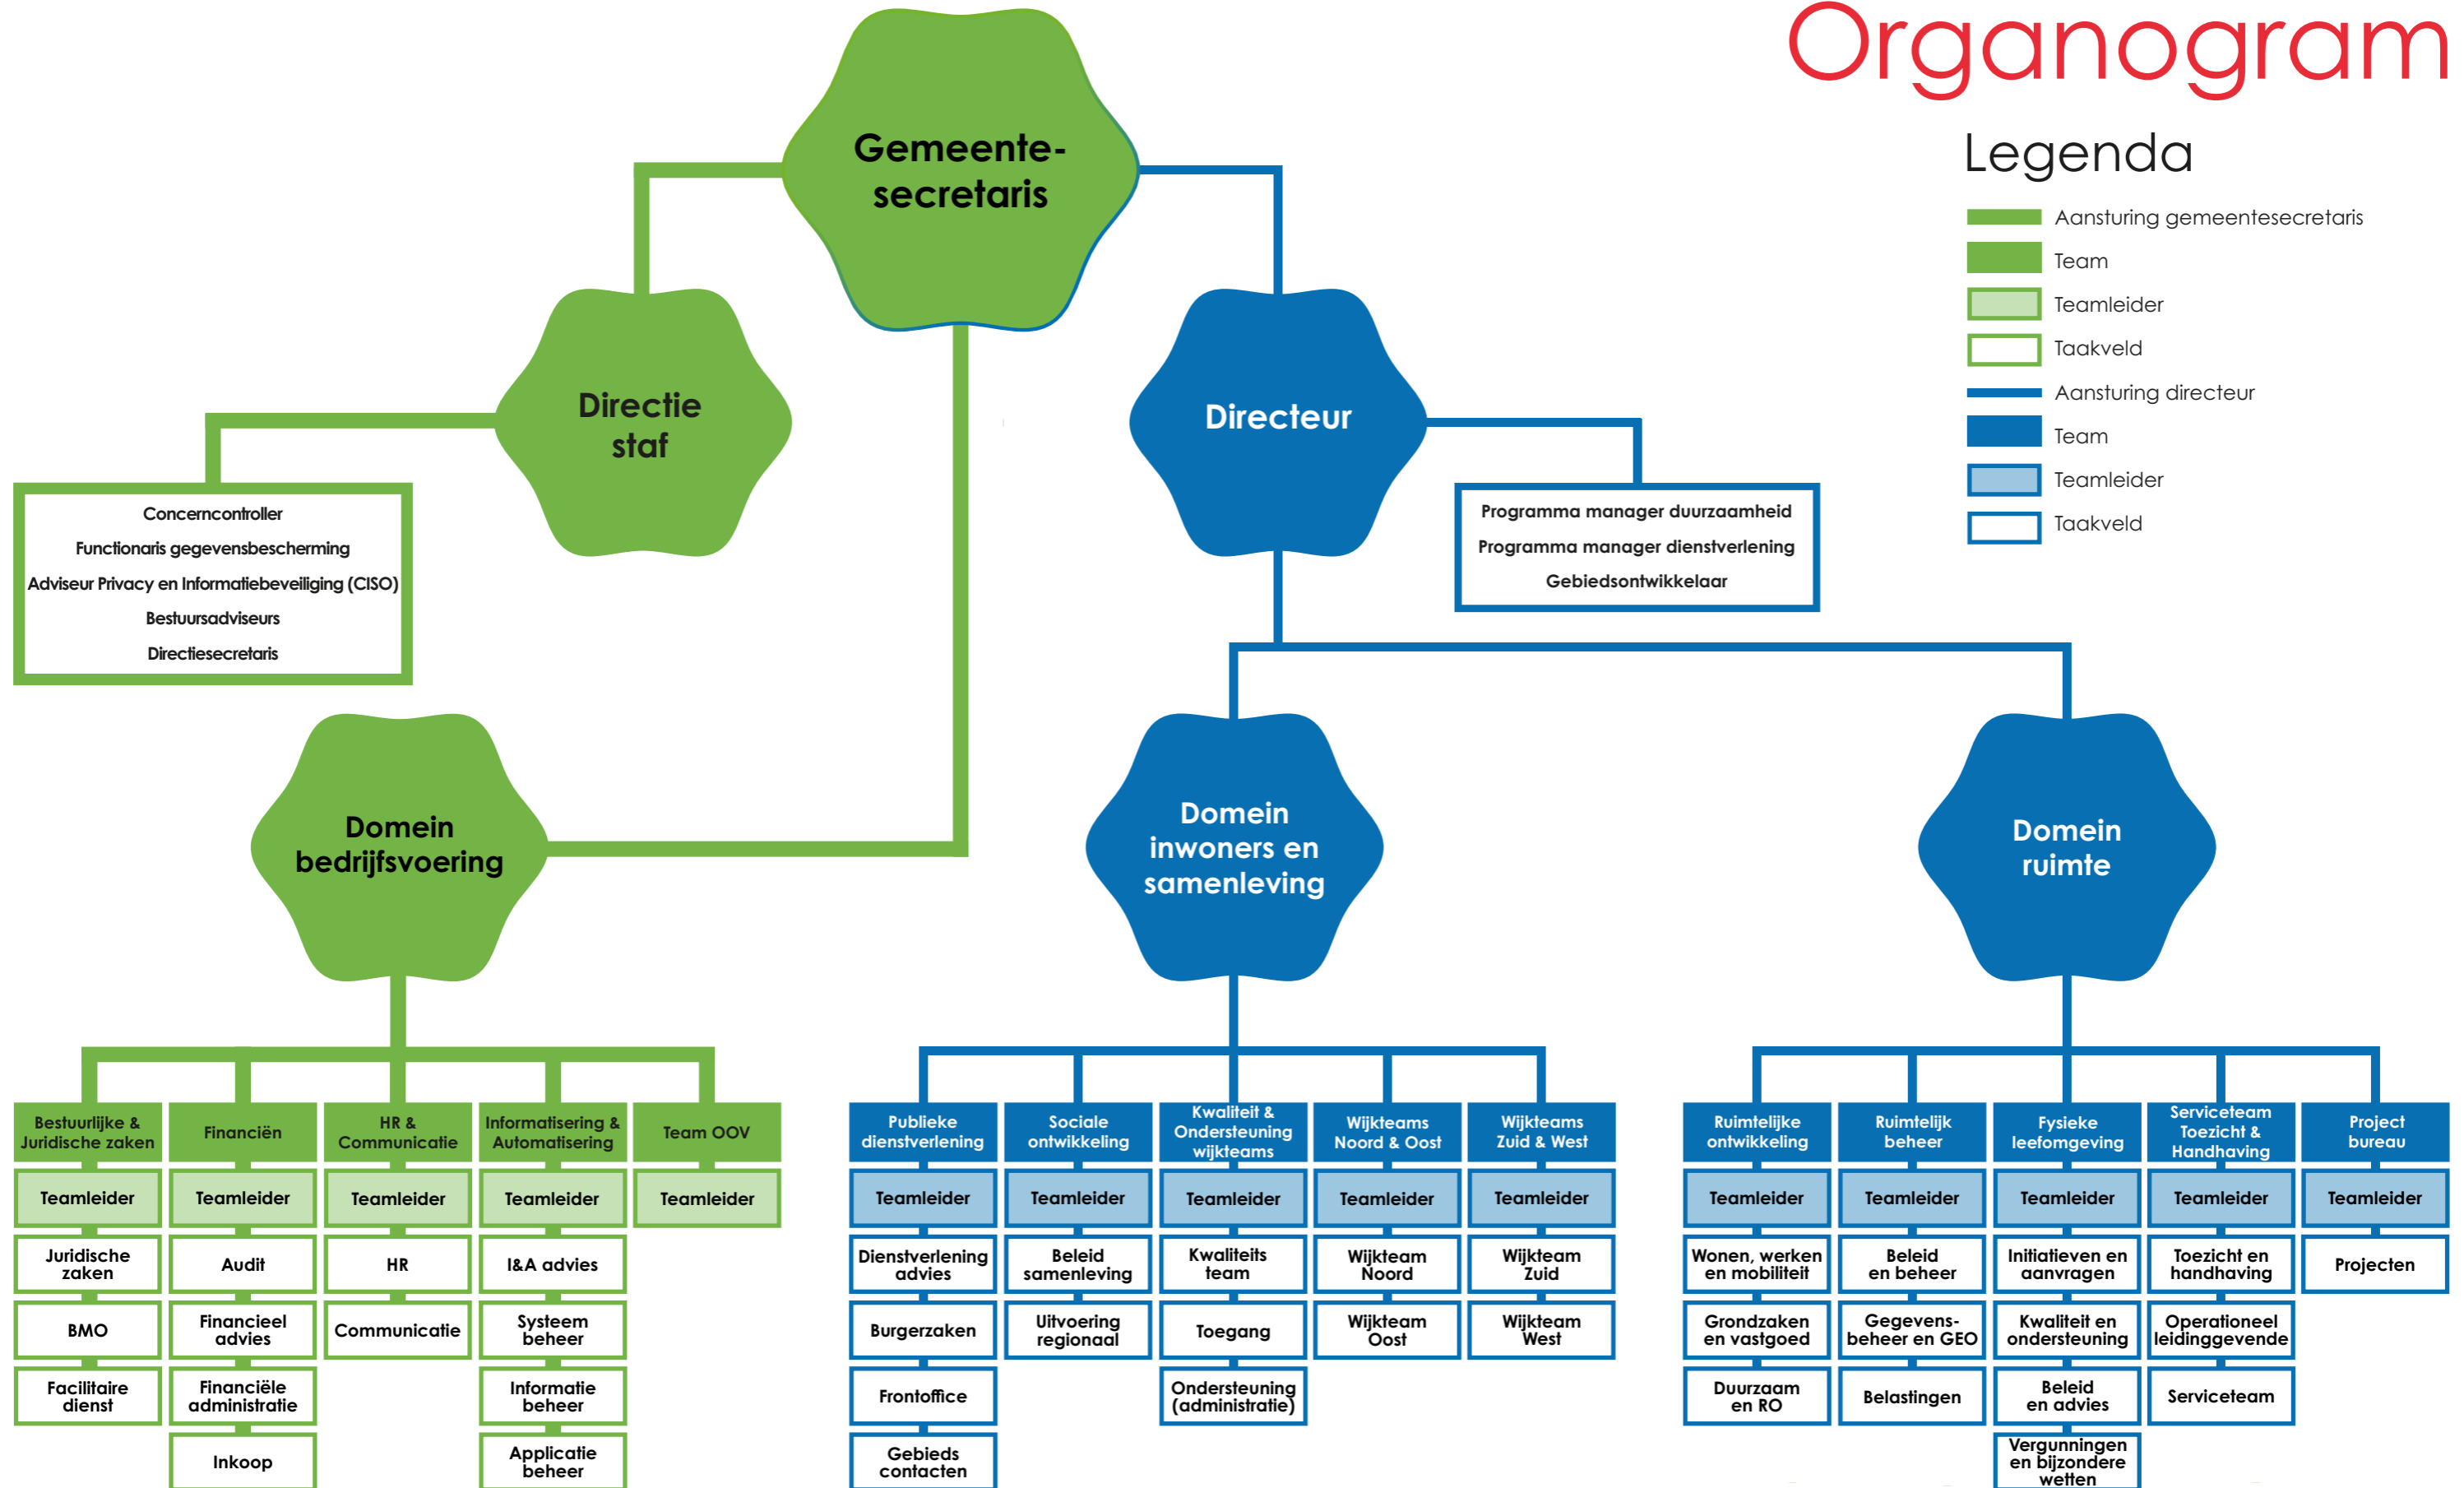 Organogram
Legenda
Aansturing gemeentesecretaris
Team
Teamleider
Taakveld
Aansturing directeur
Team
Teamleider
Taakveld
Gemeente-
secretaris
Directie
staf
Directeur
Concerncontroller
Functionaris gegevensbescherming
Adviseur Privacy en Informatiebeveiliging (CISO)
Bestuursadviseurs
Directiesecretaris
Programma manager duurzaamheid
Programma manager dienstverlening
Gebiedsontwikkelaar
Domein
bedrijfsvoering
Domein
inwoners en
samenleving
Domein
ruimte
Bestuurlijke &
Juridische zaken
Teamleider
Juridische
zaken
BMO
Facilitaire
dienst
Financiën
Teamleider
Audit
Financieel
advies
Financiële
administratie
Inkoop
HR &
Communicatie
Teamleider
HR
Communicatie
Informatisering &
Automatisering
Teamleider
I&A advies
Systeem
beheer
Informatie
beheer
Applicatie
beheer
Team OOV
Teamleider
Publieke
dienstverlening
Teamleider
Dienstverlening
advies
Burgerzaken
Frontoffice
Gebieds
contacten
Sociale
ontwikkeling
Teamleider
Beleid
samenleving
Uitvoering
regionaal
Kwaliteit &
Ondersteuning
wijkteams
Teamleider
Kwaliteits
team
Toegang
Ondersteuning
(administratie)
Wijkteams
Noord & Oost
Teamleider
Wijkteam
Noord
Wijkteam
Oost
Wijkteams
Zuid & West
Teamleider
Wijkteam
Zuid
Wijkteam
West
Ruimtelijke
ontwikkeling
Teamleider
Wonen, werken
en mobiliteit
Grondzaken
en vastgoed
Duurzaam
en RO
Ruimtelijk
beheer
Teamleider
Beleid
en beheer
Gegevens-
beheer en GEO
Belastingen
Fysieke
leefomgeving
Teamleider
Initiatieven en
aanvragen
Kwaliteit en
ondersteuning
Beleid
en advies
Vergunningen
en bijzondere
wetten
Serviceteam
Toezicht &
Handhaving
Teamleider
Toezicht en
handhaving
Operationeel
leidinggevende
Serviceteam
Project
bureau
Teamleider
Projecten